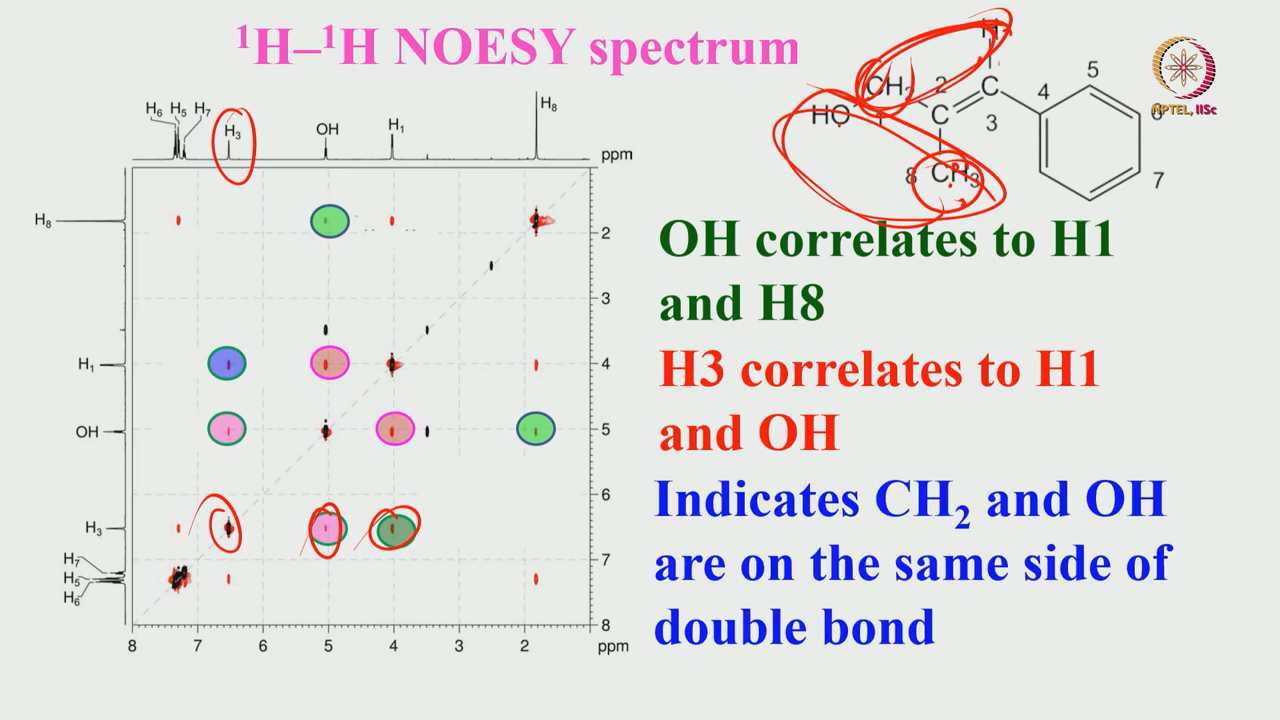 ¹H–¹H NOESY spectrum
H
CH₂
2
HO
1
C
C
3
4
5
6
7
8
CH₃
NPTEL, IISc
H₆ H₅ H₇
H₃
OH
H₁
H₈
ppm
H₈
H₁
OH
H₃
H₇
H₅
H₆
2
3
4
5
6
7
8
8 7 6 5 4 3 2 ppm
OH correlates to H1
and H8
H3 correlates to H1
and OH
Indicates CH₂ and OH
are on the same side of
double bond